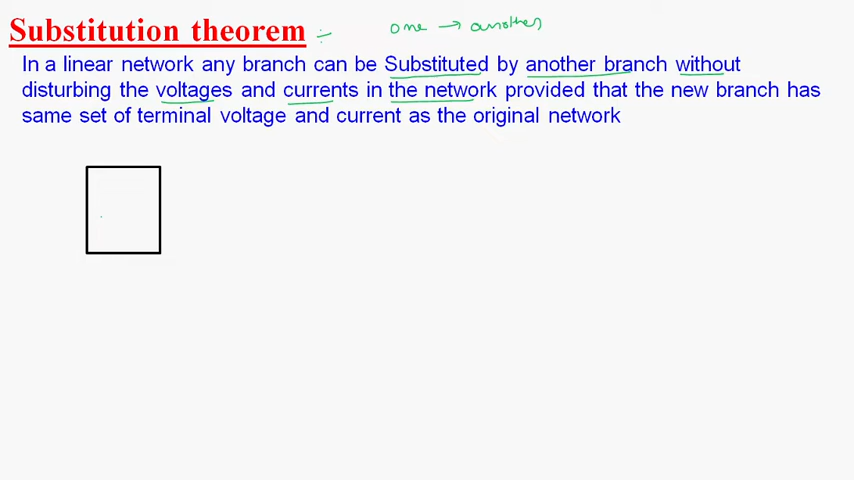 Substitution theorem ÷ one → another
In a linear network any branch can be Substituted by another branch without
disturbing the voltages and currents in the network provided that the new branch has
same set of terminal voltage and current as the original network